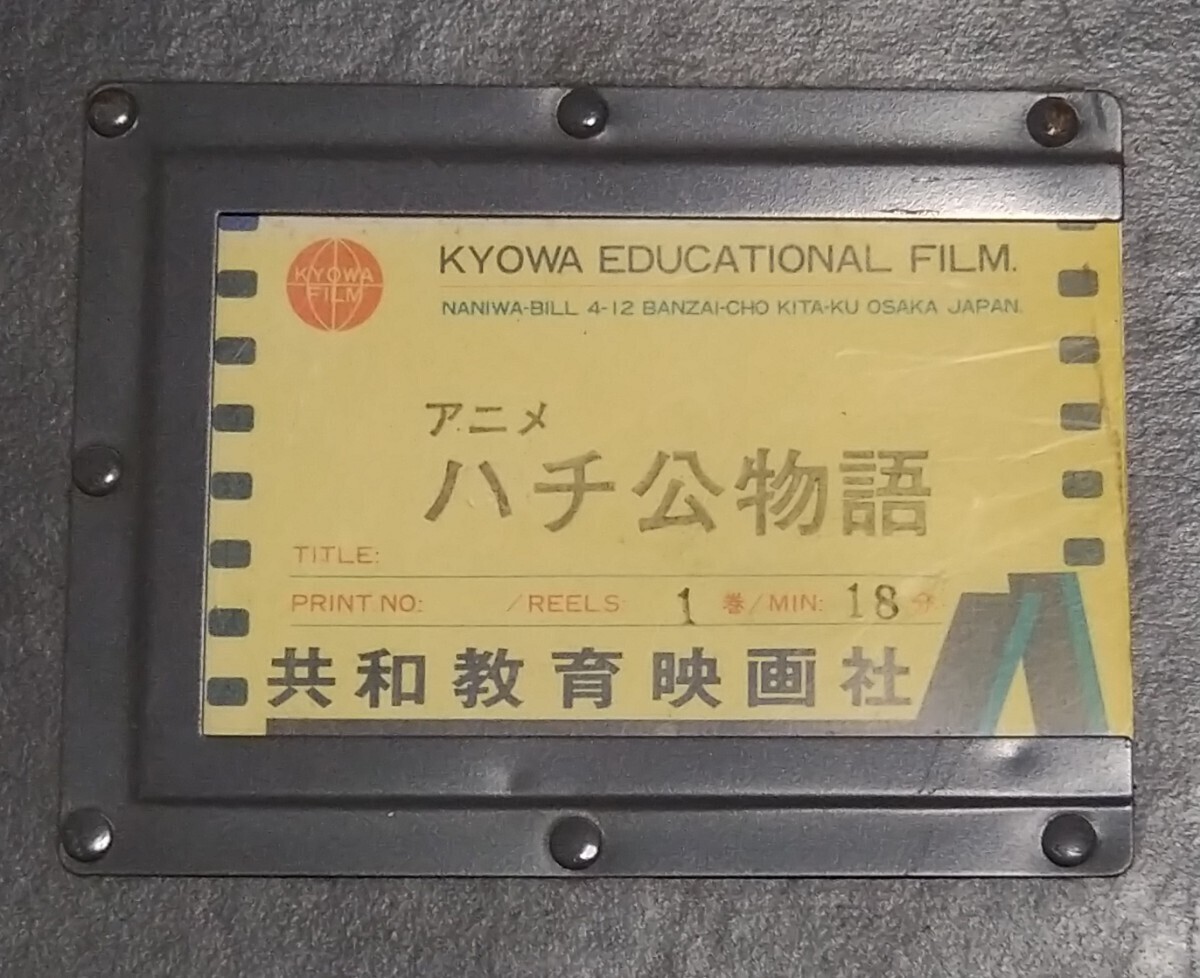 KYOWA
FILM
KYOWA EDUCATIONAL FILM.
NANIWA-BILL 4-12 BANZAI-CHO KITA-KU OSAKA JAPAN.
アニメ
ハチ公物語
TITLE:
PRINT NO: /REELS: 1 巻/MIN: 18 分
共和教育映画社